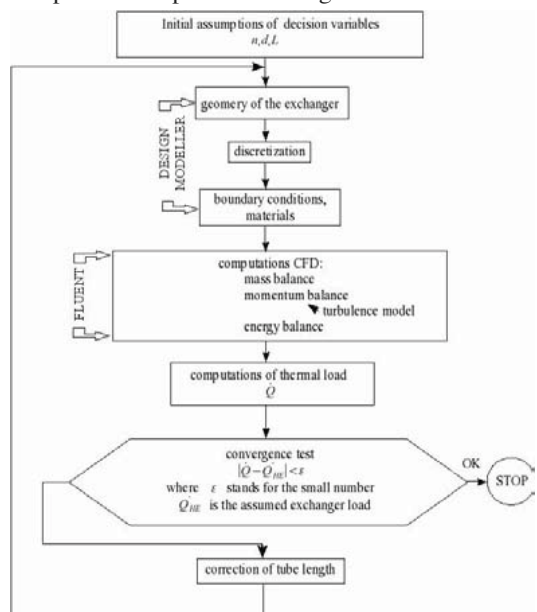 Initial assumptions of decision variables
n,d,L
geomery of the exchanger
discretization
boundary conditions,
materials
DESIGN
MODELLER
computations CFD:
mass balance
momentum balance
turbulence model
energy balance
FLUENT
computations of thermal load
Q̇
convergence test
|Q̇−Q̇_HE|<ε
where ε stands for the small number
Q̇_HE is the assumed exchanger load
OK
STOP
correction of tube length